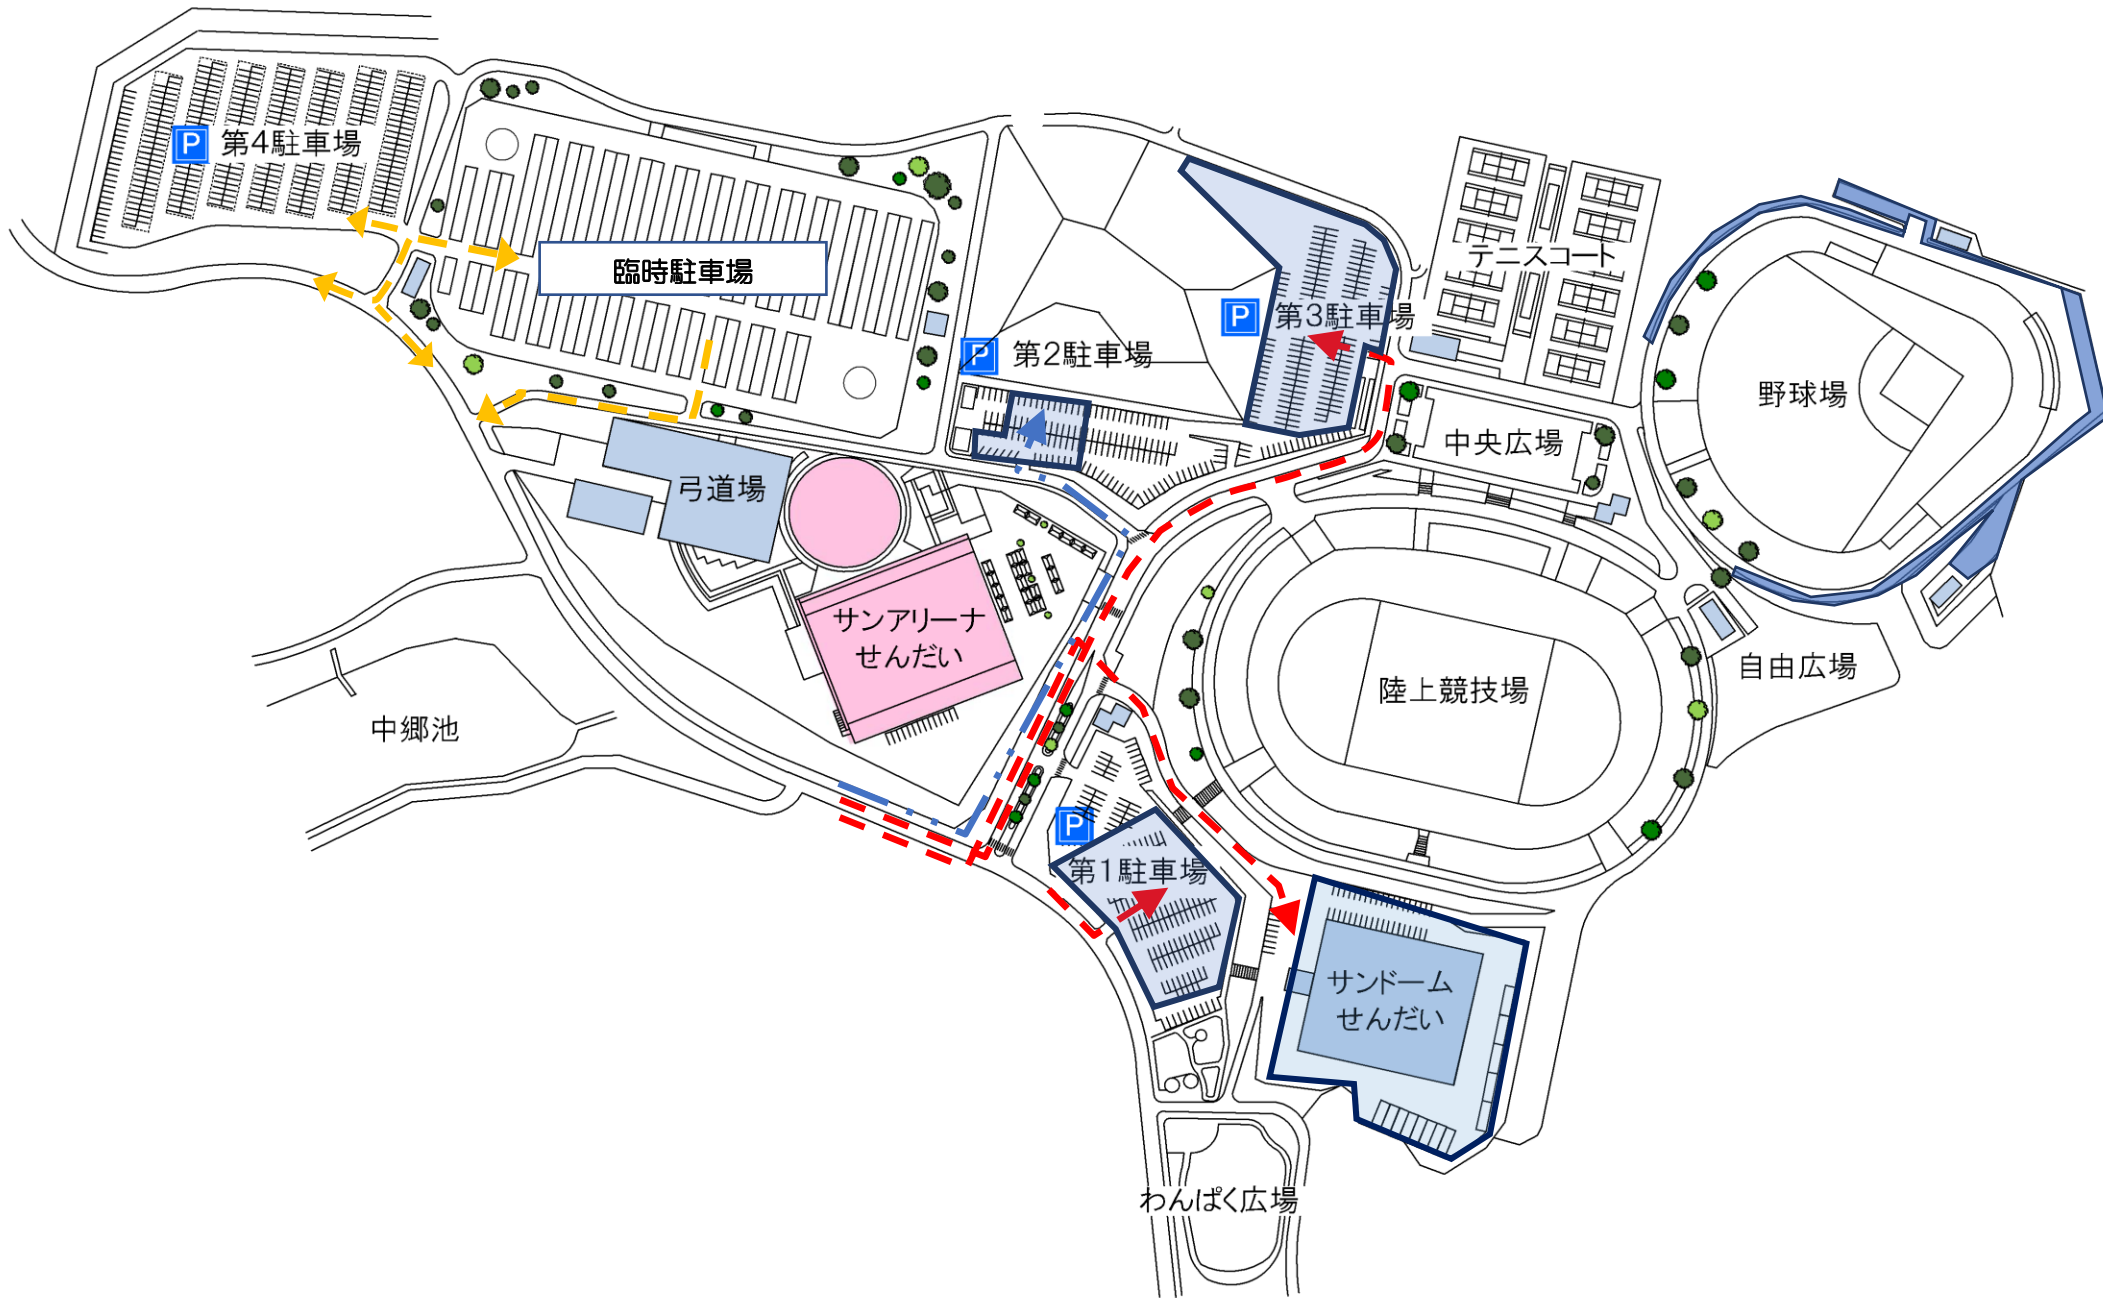 P 第4駐車場
臨時駐車場
P 第2駐車場
P 第3駐車場
テニスコート
野球場
中央広場
弓道場
サンアリーナ
せんだい
陸上競技場
自由広場
中郷池
P
第1駐車場
サンドーム
せんだい
わんぱく広場